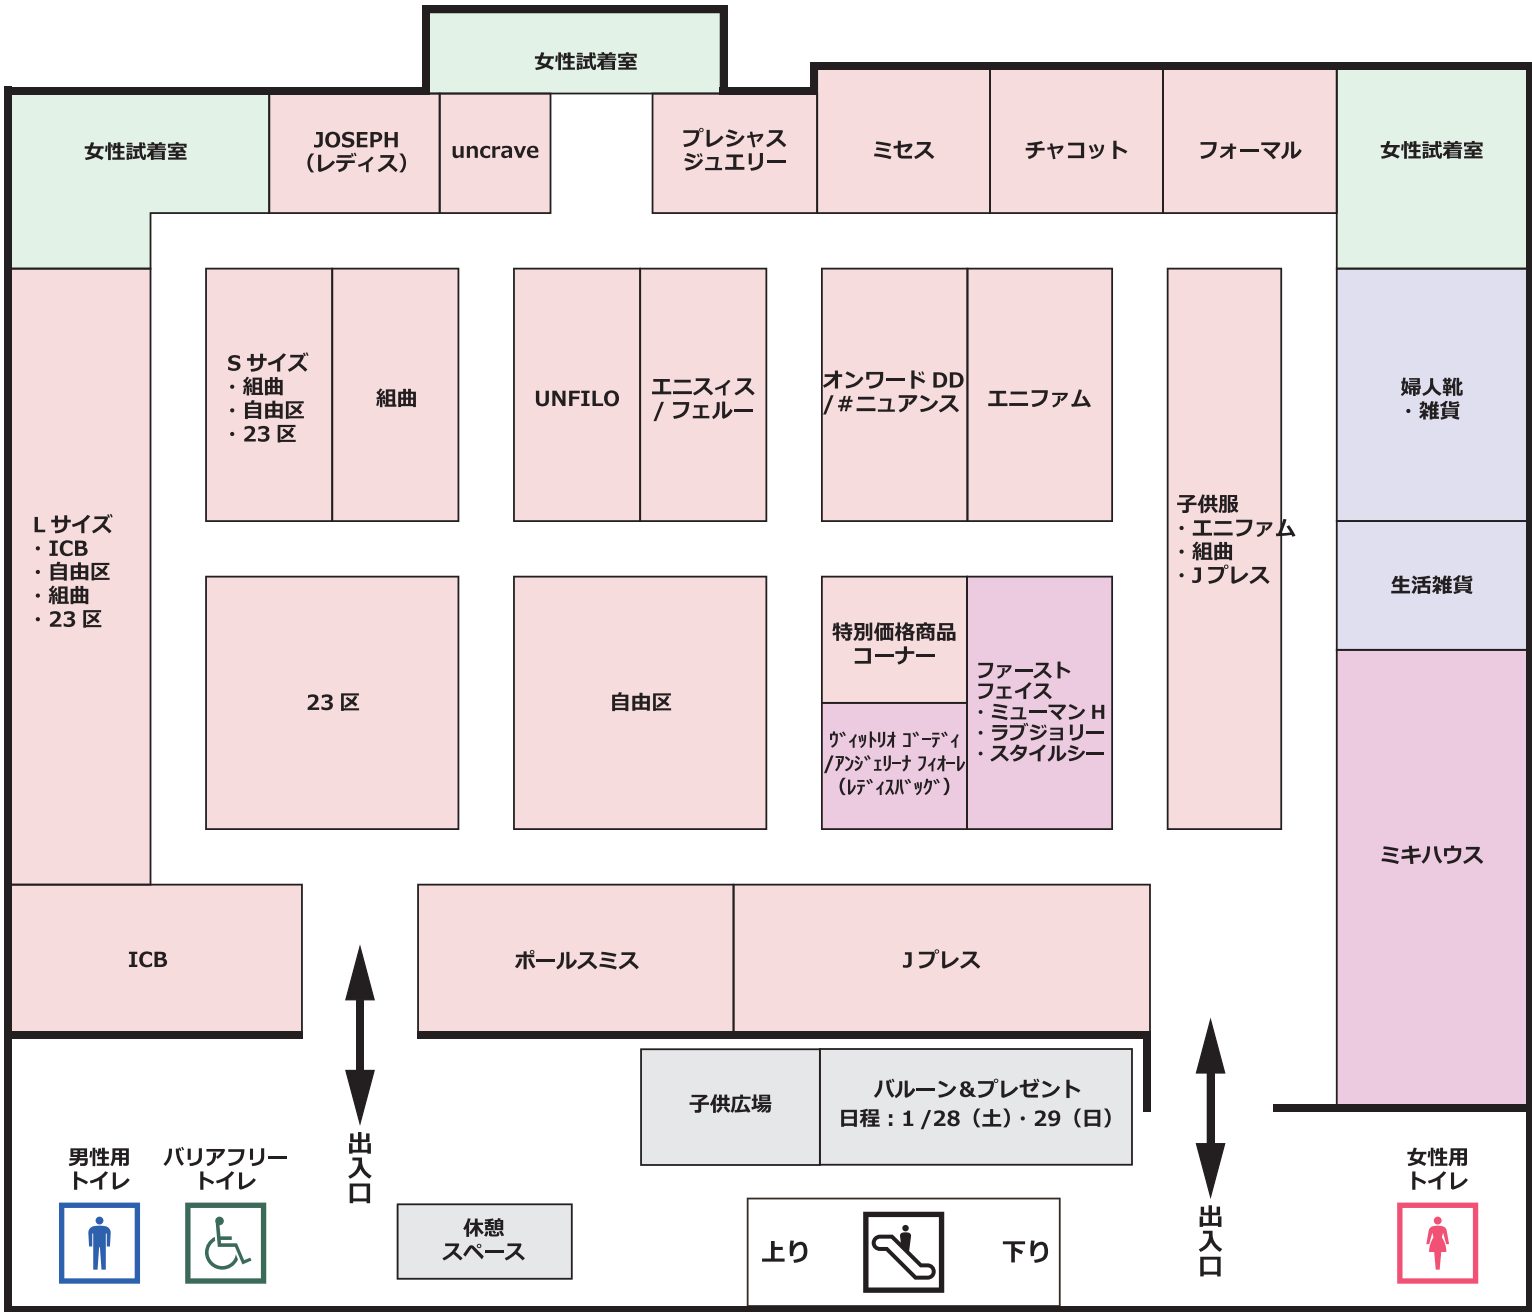 女性試着室
女性試着室
JOSEPH
（レディス）
uncrave
プレシャス
ジュエリー
ミセス
チャコット
フォーマル
女性試着室
Sサイズ
・組曲
・自由区
・23区
組曲
UNFILO
エニスィス
/フェルー
オンワードDD
/#ニュアンス
エニファム
婦人靴
・雑貨
Lサイズ
・ICB
・自由区
・組曲
・23区
子供服
・エニファム
・組曲
・Jプレス
生活雑貨
23区
自由区
特別価格商品
コーナー
ｳﾞｨｯﾄﾘｵ ｺﾞｰﾃﾞｨ
/ｱﾝｼﾞｪﾘｰﾅ ﾌｨｵｰﾚ
（ﾚﾃﾞｨｽﾊﾞｯｸﾞ）
ファースト
フェイス
・ミューマンH
・ラブジョリー
・スタイルシー
ミキハウス
ICB
ポールスミス
Jプレス
子供広場
バルーン＆プレゼント
日程：1/28（土）・29（日）
出入口
男性用
トイレ
バリアフリー
トイレ
休憩
スペース
上り
下り
出入口
女性用
トイレ